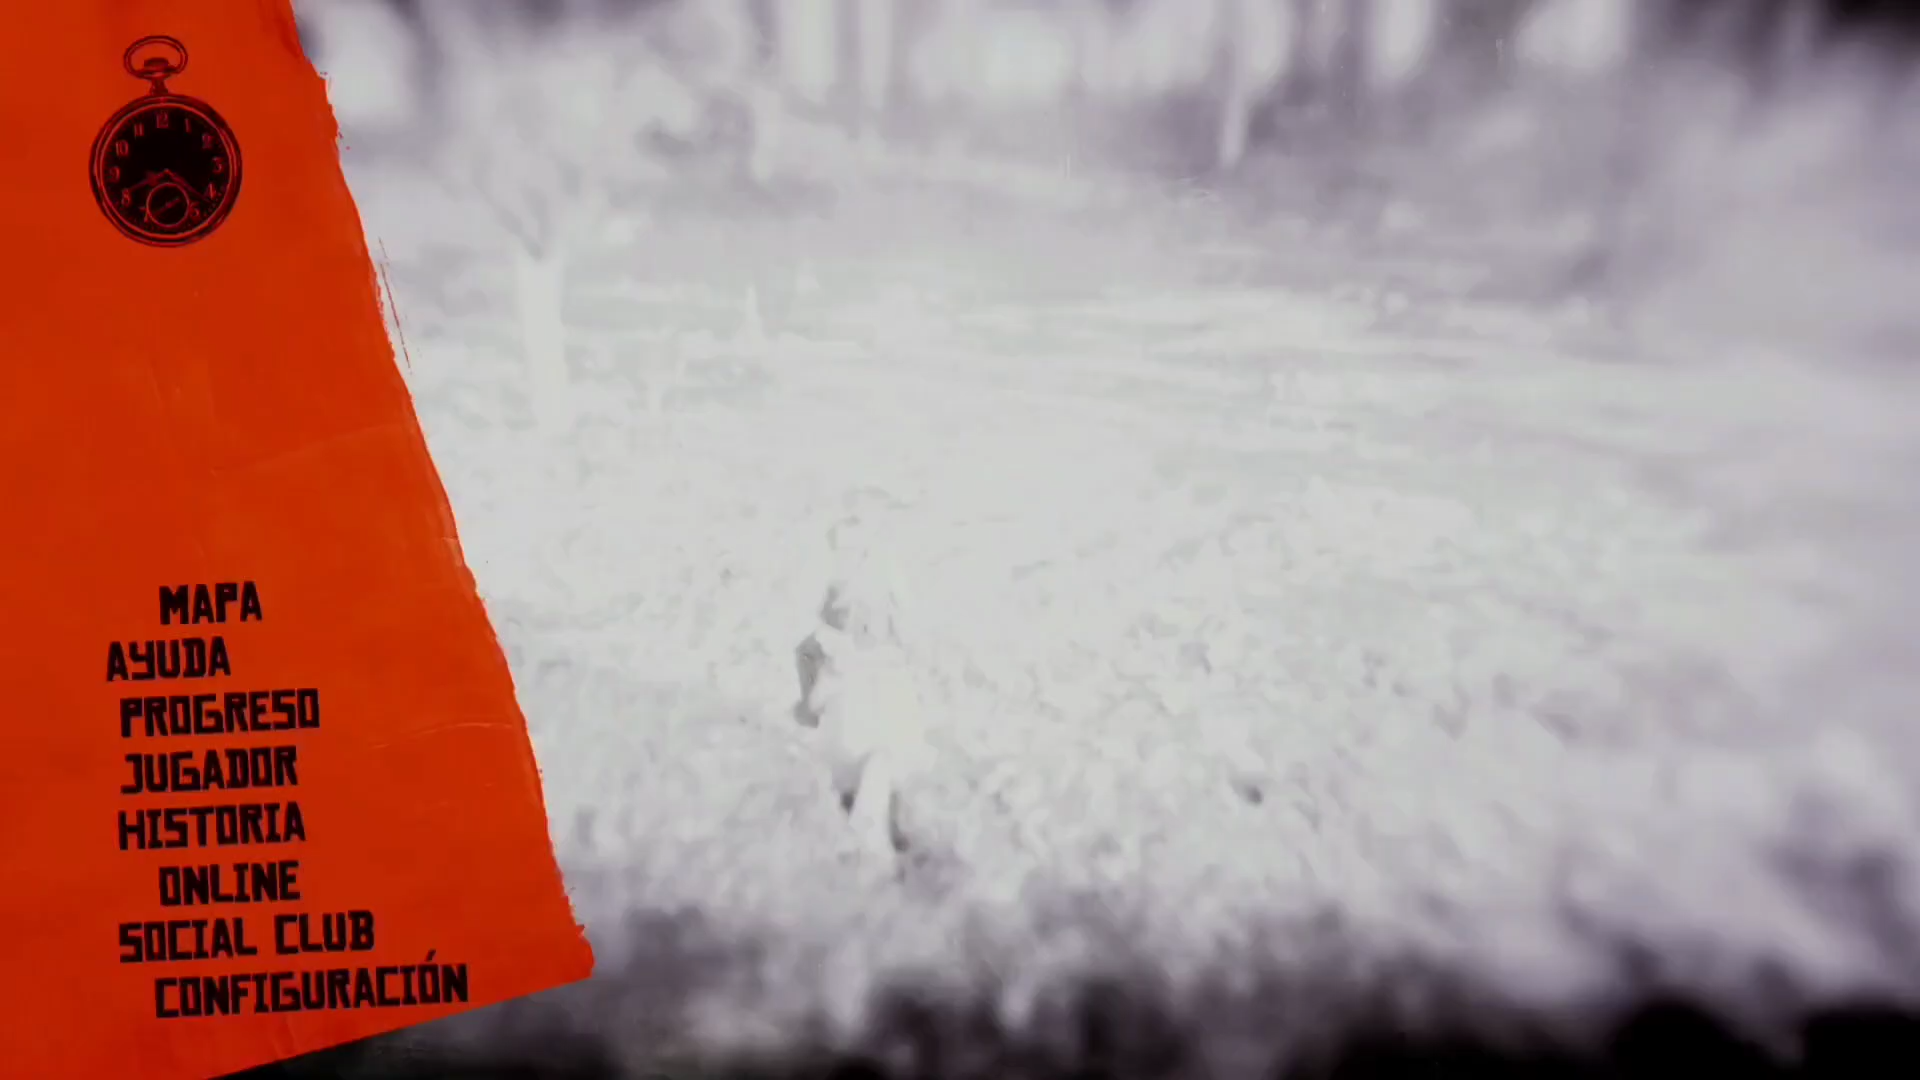 MAPA
AYUDA
PROGRESO
JUGADOR
HISTORIA
ONLINE
SOCIAL CLUB
CONFIGURACIÓN